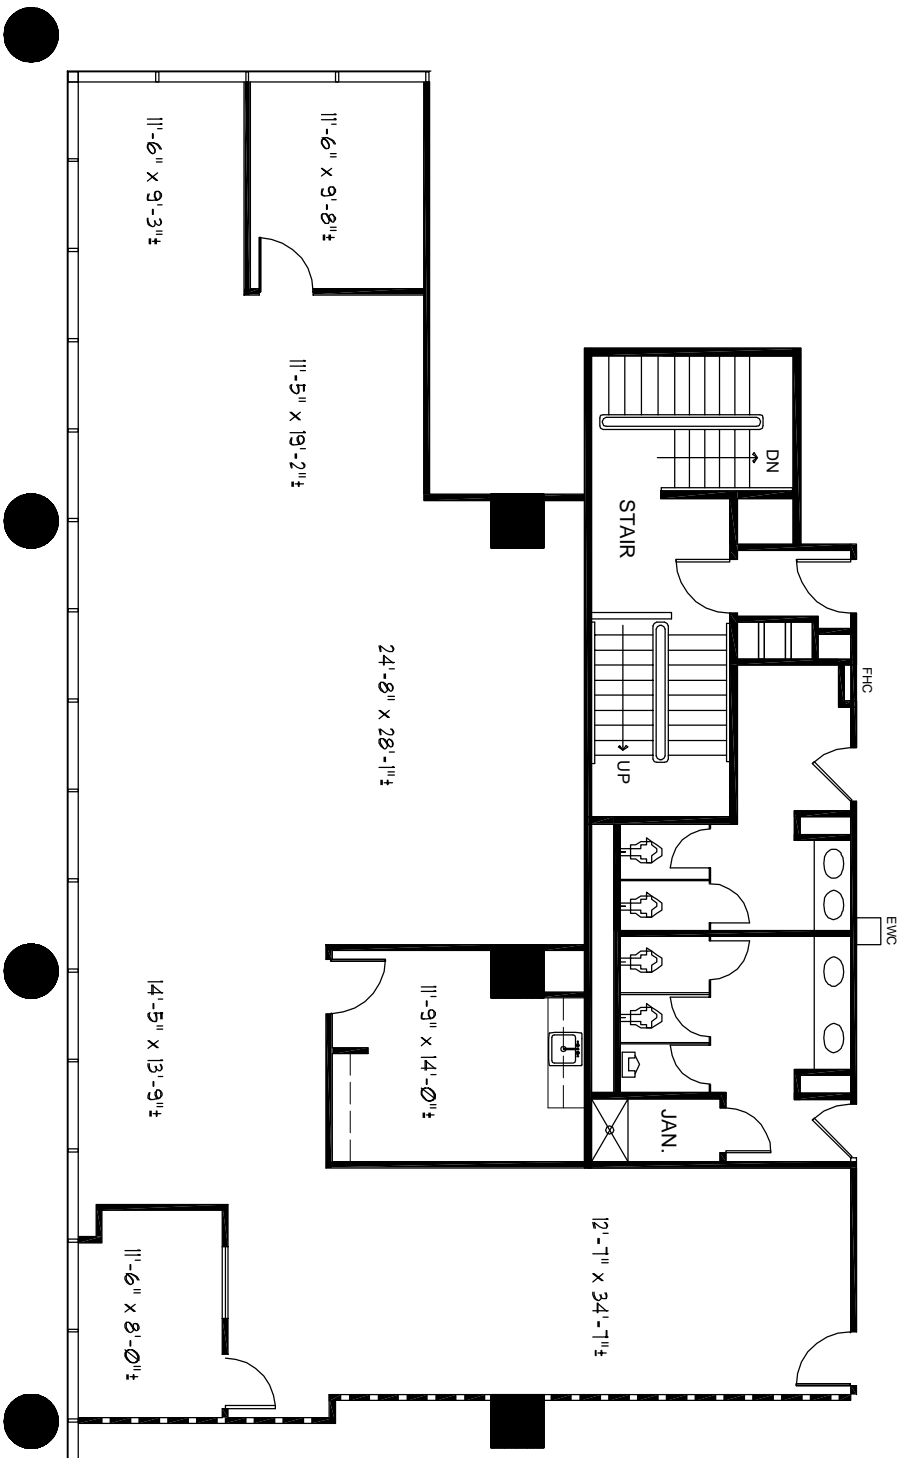 11'-6" x 9'-3"±
11'-6" x 9'-8"±
11'-5" x 19'-2"±
DN
STAIR
FHC
24'-8" x 28'-1"±
UP
EWC
14'-5" x 13'-9"±
11'-9" x 14'-0"±
JAN.
12'-7" x 34'-7"±
11'-6" x 8'-0"±